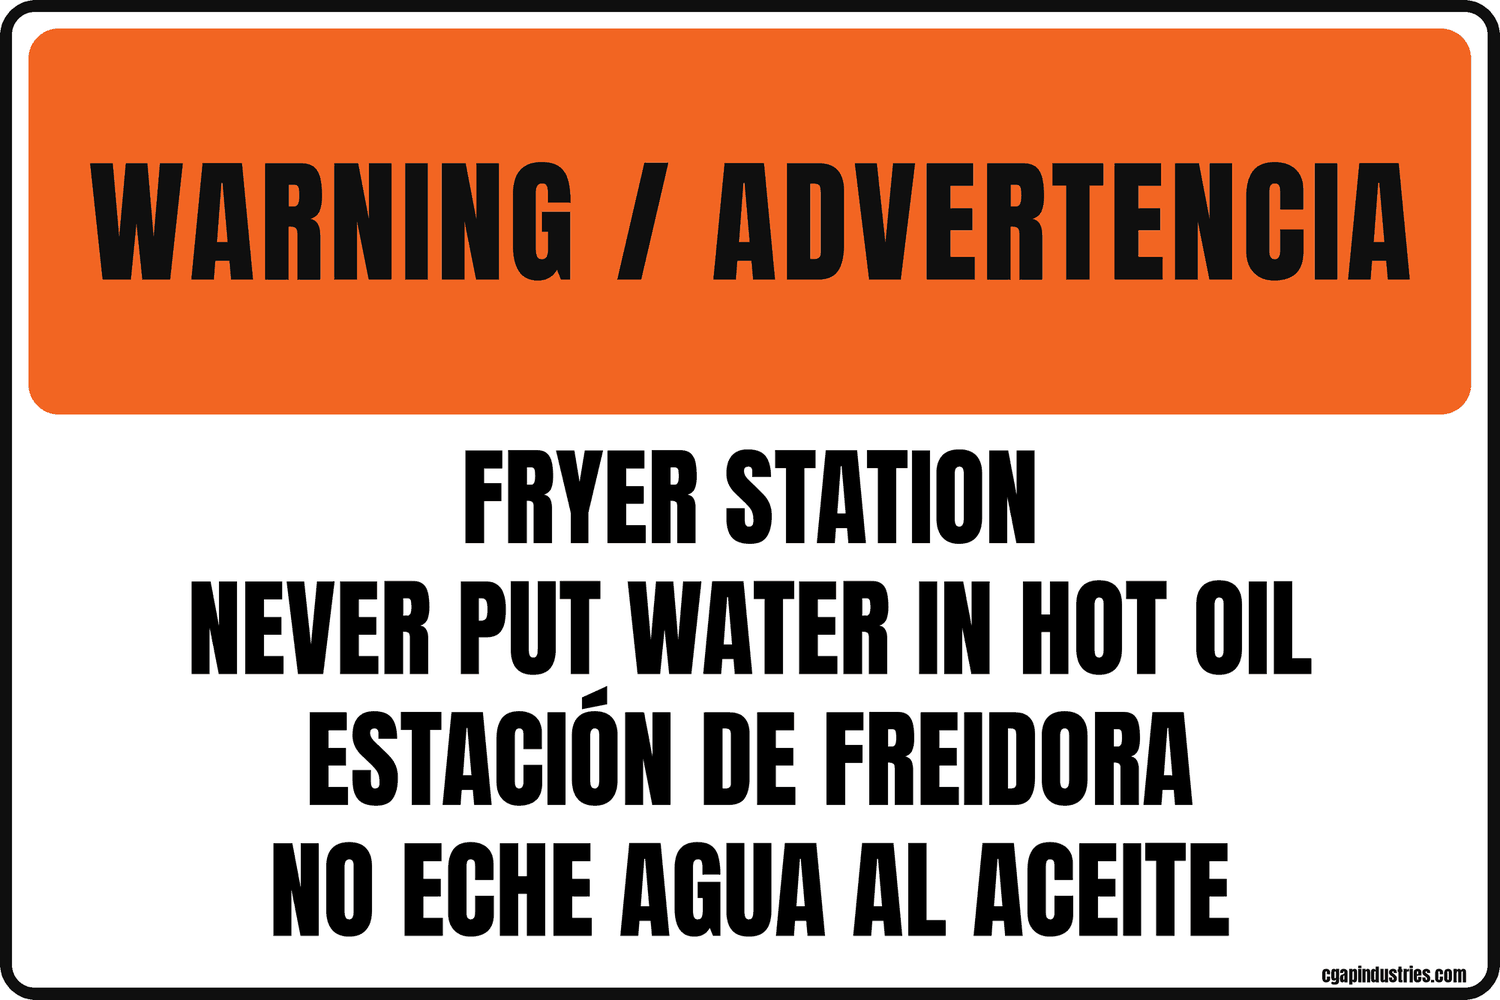 WARNING / ADVERTENCIA
FRYER STATION
NEVER PUT WATER IN HOT OIL
ESTACIÓN DE FREIDORA
NO ECHE AGUA AL ACEITE
cgapindustries.com